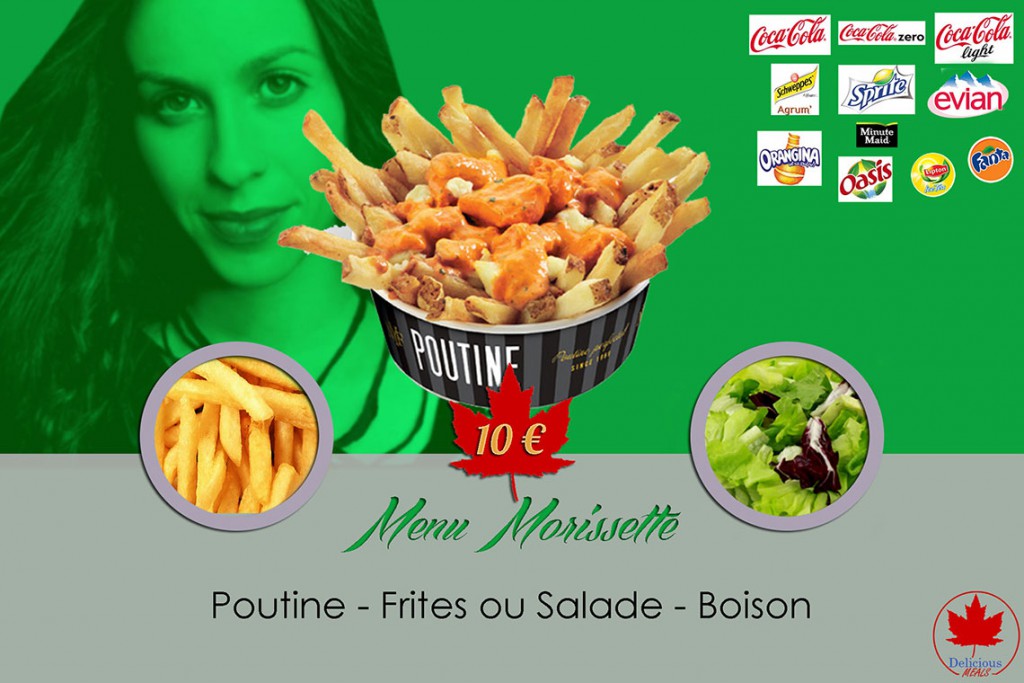 Coca-Cola
Coca-Cola zero
Coca-Cola light
Schweppes
Agrum'
Sprite
evian
ORANGINA
Minute Maid
OASIS
Lipton
Fanta
POUTINE
SINCE
10 €
Menu Morissette
Poutine - Frites ou Salade - Boison
Delicious
MEALS